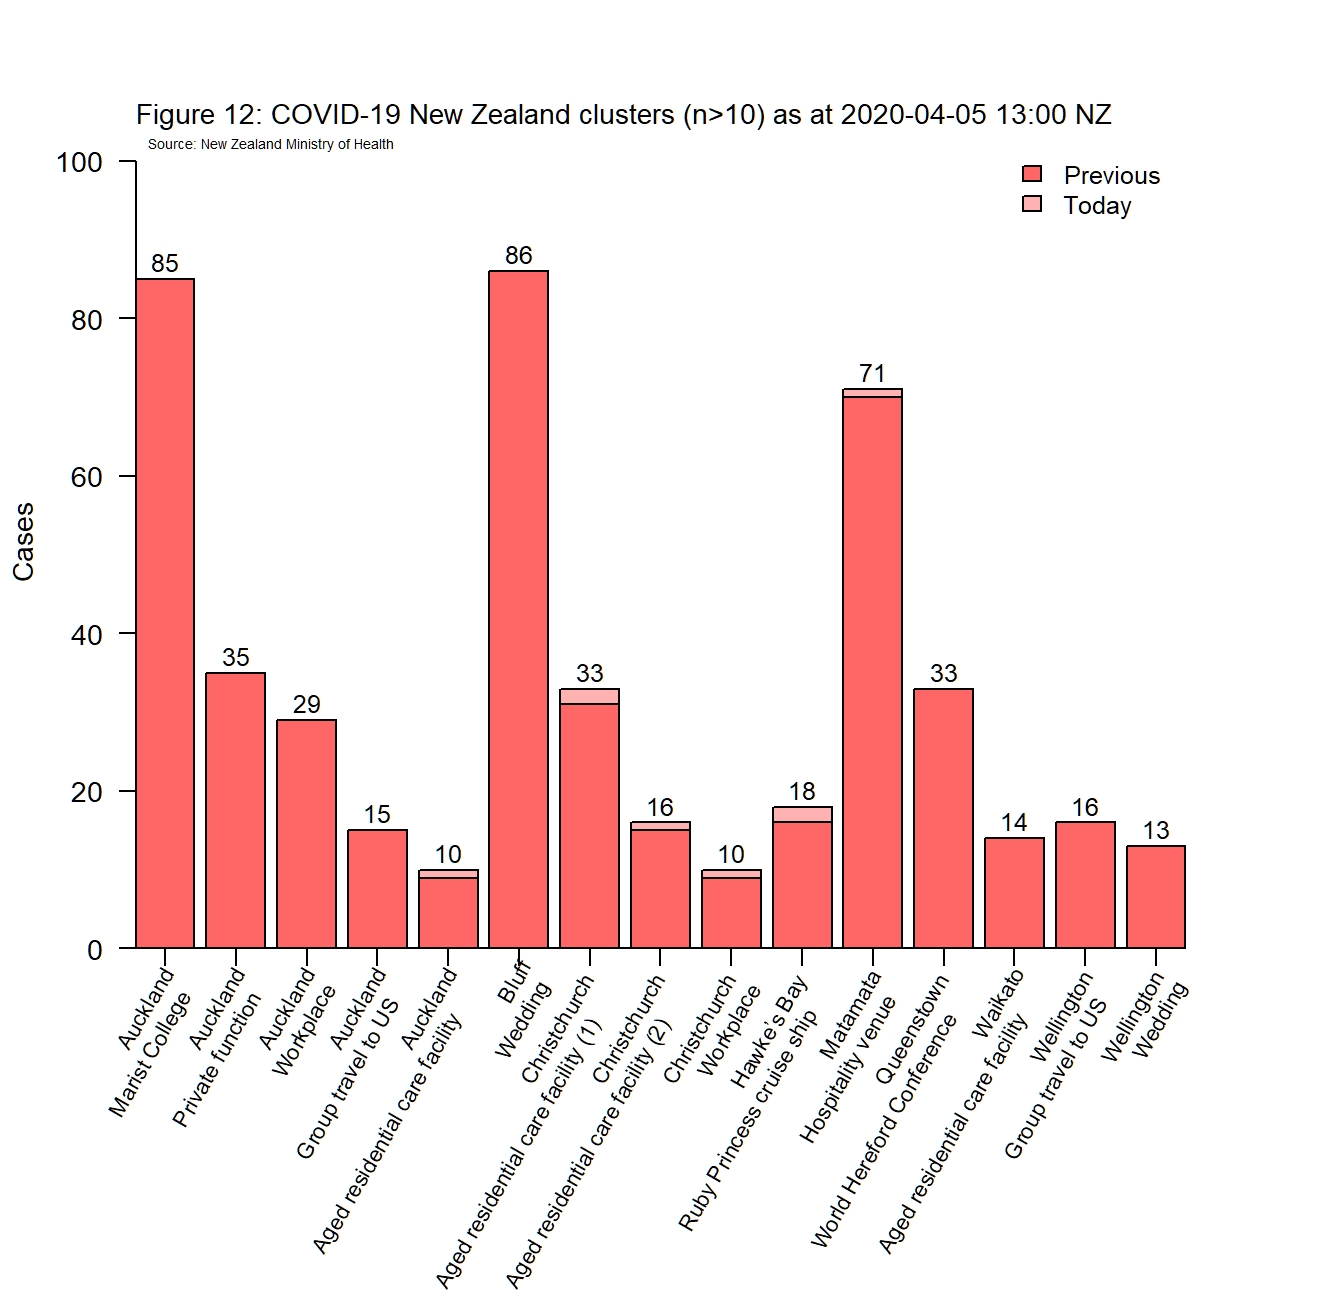 Figure 12: COVID-19 New Zealand clusters (n>10) as at 2020-04-05 13:00 NZ
Source: New Zealand Ministry of Health
Previous
Today
Cases
100
80
60
40
20
0
85
35
29
15
10
86
33
16
10
18
71
33
14
16
13
Auckland
Marist College
Auckland
Private function
Auckland
Workplace
Auckland
Group travel to US
Auckland
Aged residential care facility
Bluff
Wedding
Christchurch
Aged residential care facility (1)
Christchurch
Aged residential care facility (2)
Christchurch
Workplace
Hawke's Bay
Ruby Princess cruise ship
Matamata
Hospitality venue
Queenstown
World Hereford Conference
Waikato
Aged residential care facility
Wellington
Group travel to US
Wellington
Wedding